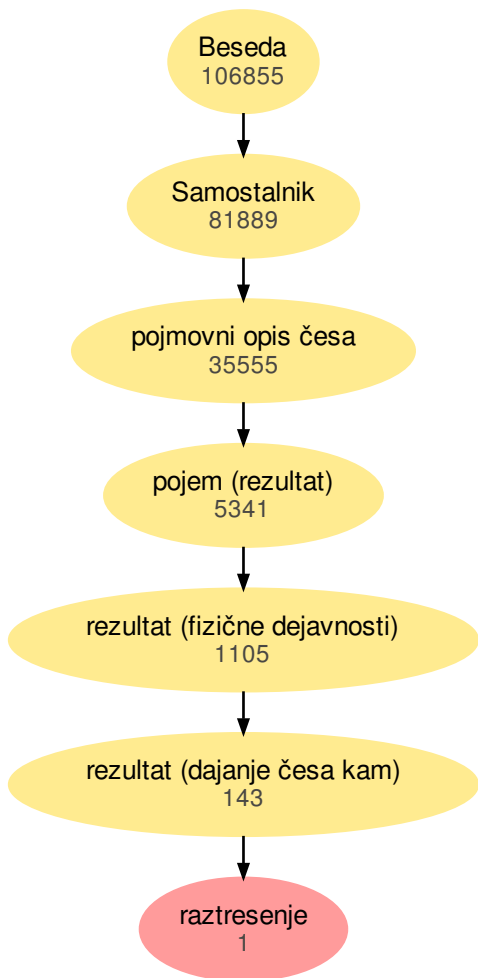 Beseda
106855
Samostalnik
81889
pojmovni opis česa
35555
pojem (rezultat)
5341
rezultat (fizične dejavnosti)
1105
rezultat (dajanje česa kam)
143
raztresenje
1